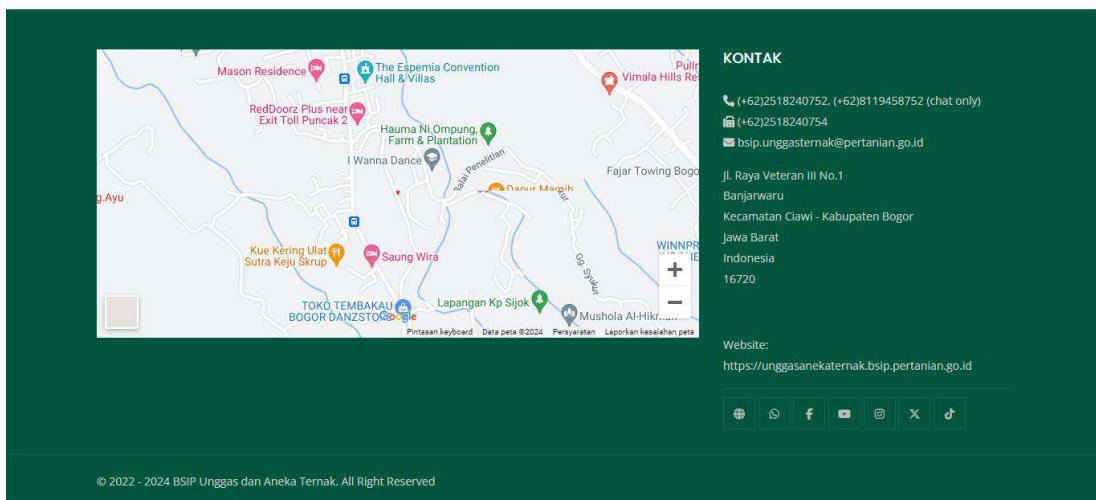 Mason Residence
The Espemia Convention
Hall & Villas
Vimala Hills Re
RedDoorz Plus near
Exit Toll Puncak 2
Hauma Ni Ompung,
Farm & Plantation
I Wanna Dance
Balai Penelitian
Fajar Towing Bogo
g.Ayu
Kue Kering Ulat
Sutra Keju Skrup
Saung Wira
Gg. Syukur
WINNPR
TOKO TEMBAKAU
BOGOR DANZSTO
Google
Lapangan Kp Sijok
Pintasan keyboard
Data peta ©2024
Persyaratan
Laporkan kesalahan peta
KONTAK
(+62)2518240752, (+62)8119458752 (chat only)
(+62)2518240754
bsip.unggasternak@pertanian.go.id
Jl. Raya Veteran III No.1
Banjarwaru
Kecamatan Ciawi - Kabupaten Bogor
Jawa Barat
Indonesia
16720
Website:
https://unggasanekaternak.bsip.pertanian.go.id
© 2022 - 2024 BSIP Unggas dan Aneka Ternak. All Right Reserved